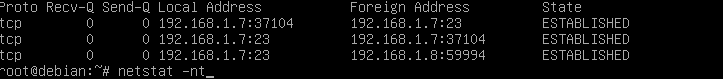 Proto Recv-Q Send-Q Local Address Foreign Address State
tcp 0 0 192.168.1.7:37104 192.168.1.7:23 ESTABLISHED
tcp 0 0 192.168.1.7:23 192.168.1.7:37104 ESTABLISHED
tcp 0 0 192.168.1.7:23 192.168.1.8:59994 ESTABLISHED
root@debian:~# netstat -nt_